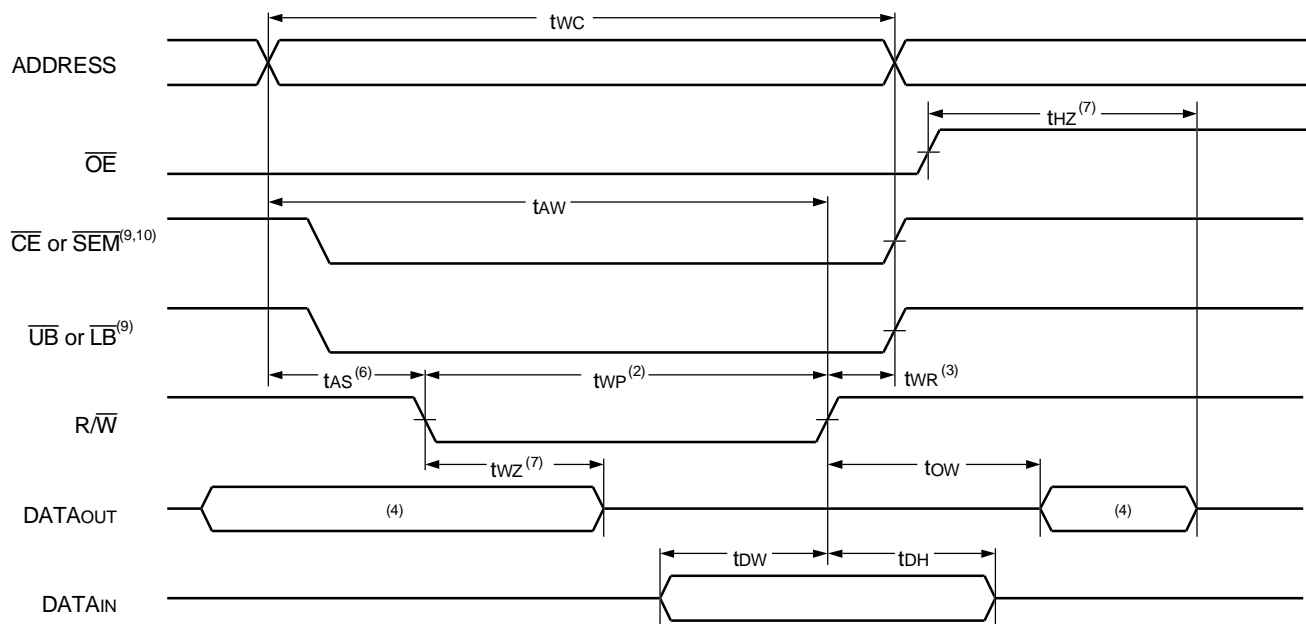 tWC
ADDRESS
tHZ(7)
OE
tAW
CE or SEM(9,10)
UB or LB(9)
tAS(6) tWP(2) tWR(3)
R/W
tWZ(7) tOW
DATAOUT (4) (4)
tDW tDH
DATAIN